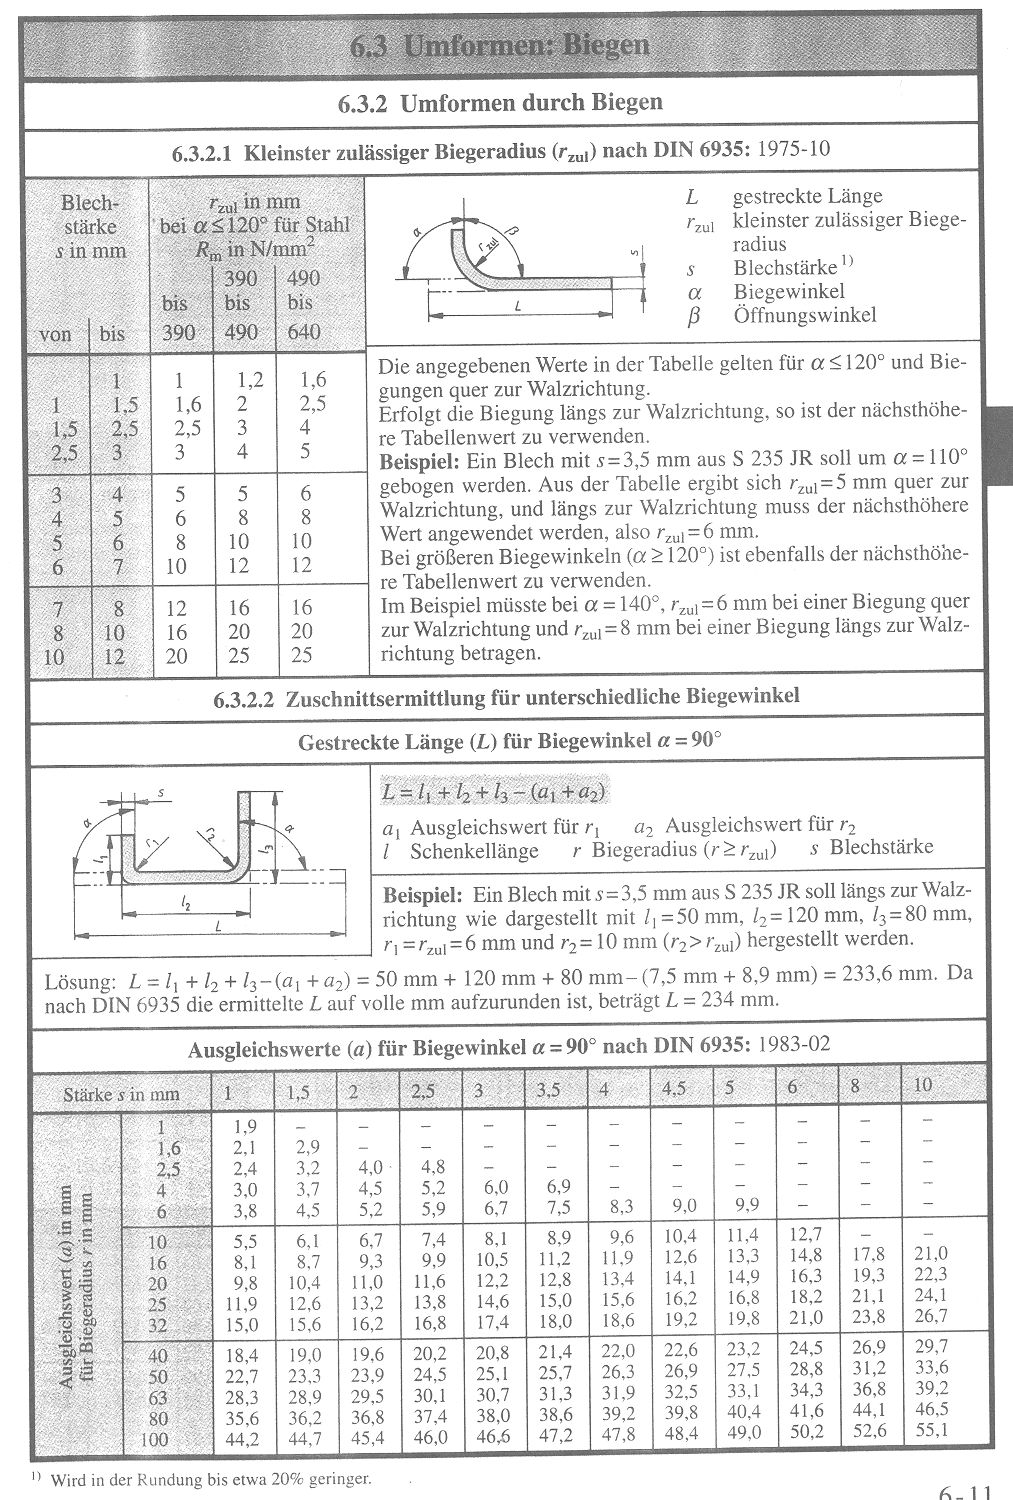 6.3 Umformen: Biegen
6.3.2 Umformen durch Biegen
6.3.2.1 Kleinster zulässiger Biegeradius (r_zul) nach DIN 6935: 1975-10
Blech-
stärke
s in mm
von bis
r_zul in mm
bei α ≤ 120° für Stahl
R_m in N/mm²
390 490
bis bis bis
390 490 640
1 1 1,2 1,6
1 1,5 1,6 2 2,5
1,5 2,5 2,5 3 4
2,5 3 3 4 5
3 4 5 5 6
4 5 6 8 8
5 6 8 10 10
6 7 10 12 12
7 8 12 16 16
8 10 16 20 20
10 12 20 25 25
α β r_zul s L
L gestreckte Länge
r_zul kleinster zulässiger Biege-
radius
s Blechstärke¹⁾
α Biegewinkel
β Öffnungswinkel
Die angegebenen Werte in der Tabelle gelten für α ≤ 120° und Bie-
gungen quer zur Walzrichtung.
Erfolgt die Biegung längs zur Walzrichtung, so ist der nächsthöhe-
re Tabellenwert zu verwenden.
Beispiel: Ein Blech mit s = 3,5 mm aus S 235 JR soll um α = 110°
gebogen werden. Aus der Tabelle ergibt sich r_zul = 5 mm quer zur
Walzrichtung, und längs zur Walzrichtung muss der nächsthöhere
Wert angewendet werden, also r_zul = 6 mm.
Bei größeren Biegewinkeln (α ≥ 120°) ist ebenfalls der nächsthöhe-
re Tabellenwert zu verwenden.
Im Beispiel müsste bei α = 140°, r_zul = 6 mm bei einer Biegung quer
zur Walzrichtung und r_zul = 8 mm bei einer Biegung längs zur Walz-
richtung betragen.
6.3.2.2 Zuschnittsermittlung für unterschiedliche Biegewinkel
Gestreckte Länge (L) für Biegewinkel α = 90°
s α r₁ r₂ α l₁ l₃ l₂ L
L = l₁ + l₂ + l₃ – (a₁ + a₂)
a₁ Ausgleichswert für r₁ a₂ Ausgleichswert für r₂
l Schenkellänge r Biegeradius (r ≥ r_zul) s Blechstärke
Beispiel: Ein Blech mit s = 3,5 mm aus S 235 JR soll längs zur Walz-
richtung wie dargestellt mit l₁ = 50 mm, l₂ = 120 mm, l₃ = 80 mm,
r₁ = r_zul = 6 mm und r₂ = 10 mm (r₂ > r_zul) hergestellt werden.
Lösung: L = l₁ + l₂ + l₃ – (a₁ + a₂) = 50 mm + 120 mm + 80 mm – (7,5 mm + 8,9 mm) = 233,6 mm. Da
nach DIN 6935 die ermittelte L auf volle mm aufzurunden ist, beträgt L = 234 mm.
Ausgleichswerte (a) für Biegewinkel α = 90° nach DIN 6935: 1983-02
Stärke s in mm 1 1,5 2 2,5 3 3,5 4 4,5 5 6 8 10
Ausgleichswert (a) in mm
für Biegeradius r in mm
1 1,9 – – – – – – – – – – –
1,6 2,1 2,9 – – – – – – – – – –
2,5 2,4 3,2 4,0 4,8 – – – – – – – –
4 3,0 3,7 4,5 5,2 6,0 6,9 – – – – – –
6 3,8 4,5 5,2 5,9 6,7 7,5 8,3 9,0 9,9 – – –
10 5,5 6,1 6,7 7,4 8,1 8,9 9,6 10,4 11,4 12,7 – –
16 8,1 8,7 9,3 9,9 10,5 11,2 11,9 12,6 13,3 14,8 17,8 21,0
20 9,8 10,4 11,0 11,6 12,2 12,8 13,4 14,1 14,9 16,3 19,3 22,3
25 11,9 12,6 13,2 13,8 14,6 15,0 15,6 16,2 16,8 18,2 21,1 24,1
32 15,0 15,6 16,2 16,8 17,4 18,0 18,6 19,2 19,8 21,0 23,8 26,7
40 18,4 19,0 19,6 20,2 20,8 21,4 22,0 22,6 23,2 24,5 26,9 29,7
50 22,7 23,3 23,9 24,5 25,1 25,7 26,3 26,9 27,5 28,8 31,2 33,6
63 28,3 28,9 29,5 30,1 30,7 31,3 31,9 32,5 33,1 34,3 36,8 39,2
80 35,6 36,2 36,8 37,4 38,0 38,6 39,2 39,8 40,4 41,6 44,1 46,5
100 44,2 44,7 45,4 46,0 46,6 47,2 47,8 48,4 49,0 50,2 52,6 55,1
¹⁾ Wird in der Rundung bis etwa 20% geringer.
6-11